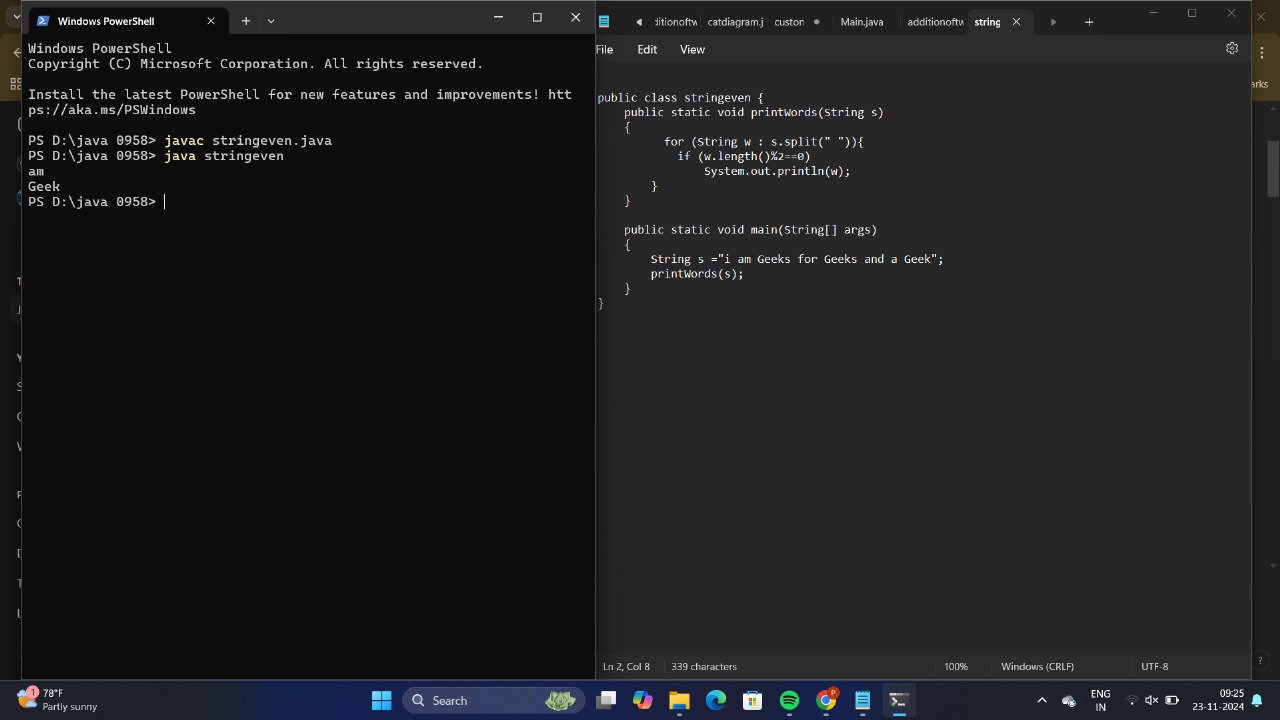 Windows PowerShell
Windows PowerShell
Copyright (C) Microsoft Corporation. All rights reserved.
Install the latest PowerShell for new features and improvements! htt
ps://aka.ms/PSWindows
PS D:\java 0958> javac stringeven.java
PS D:\java 0958> java stringeven
am
Geek
PS D:\java 0958>
catdiagram.j
custon
Main.java
additionoftw
string
File Edit View
public class stringeven {
public static void printWords(String s)
{
for (String w : s.split(" ")){
if (w.length()%2==0)
System.out.println(w);
}
}
public static void main(String[] args)
{
String s ="i am Geeks for Geeks and a Geek";
printWords(s);
}
}
Ln 2, Col 8 339 characters 100% Windows (CRLF) UTF-8
1
78°F
Partly sunny
Search
ENG
IN
09:25
23-11-2024